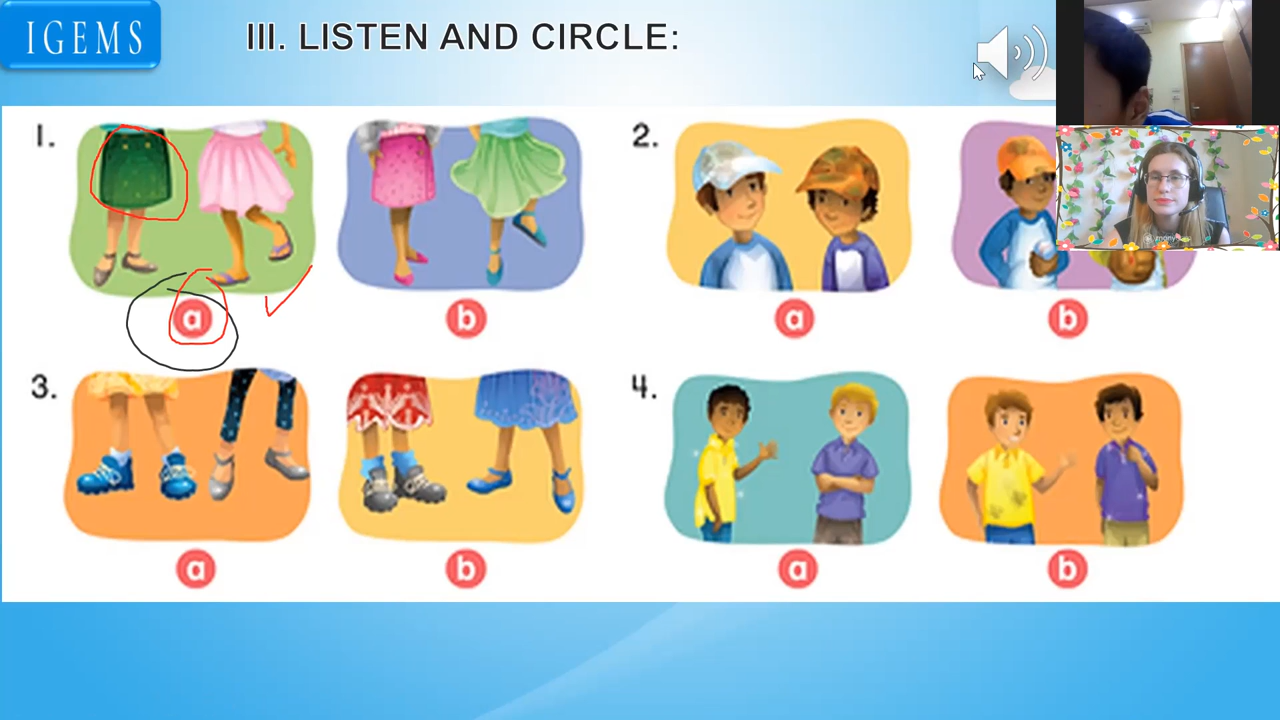 IGEMS
III. LISTEN AND CIRCLE:
1.
2.
a
b
a
b
3.
4.
a
b
a
b